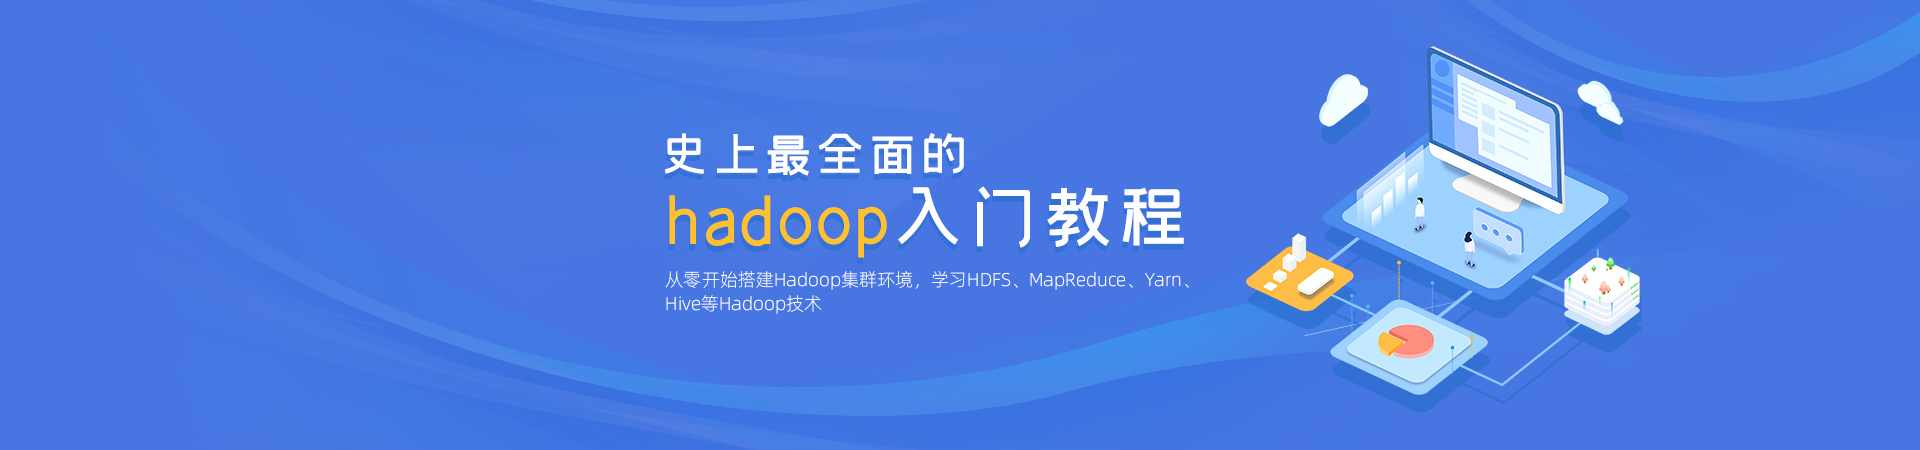 史上最全面的
hadoop入门教程
从零开始搭建Hadoop集群环境，学习HDFS、MapReduce、Yarn、
Hive等Hadoop技术